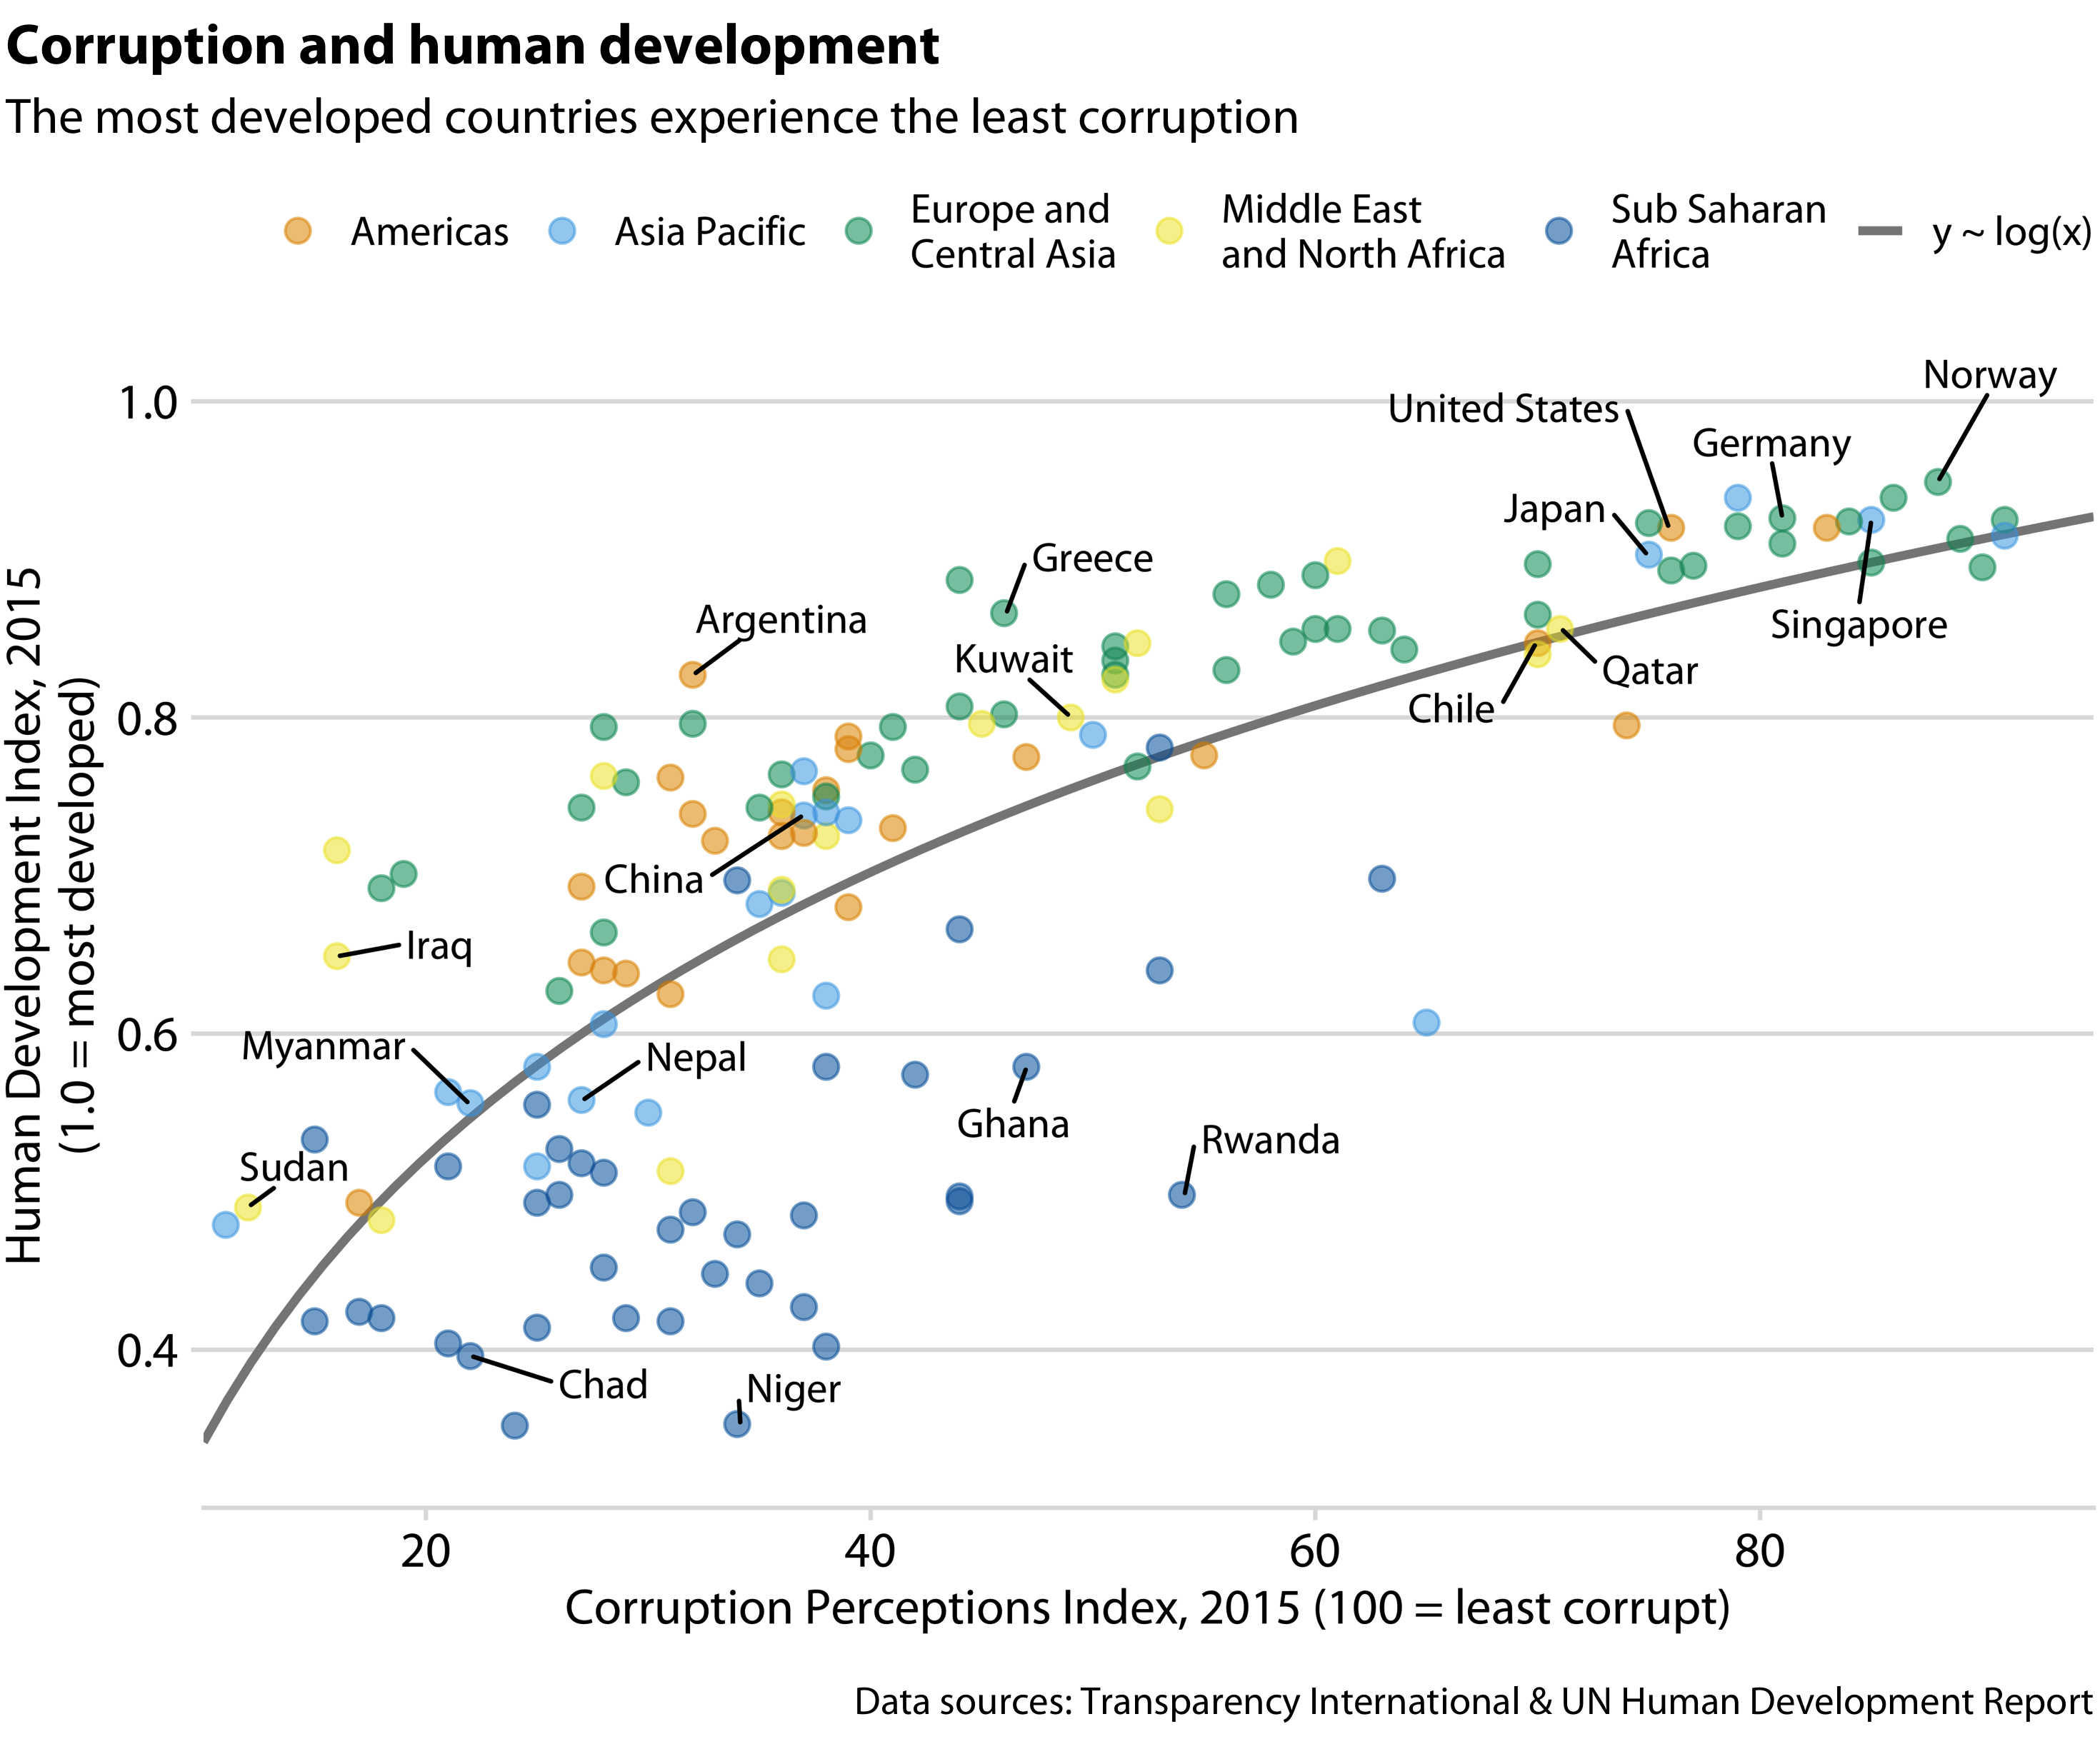 Corruption and human development
The most developed countries experience the least corruption
Americas
Asia Pacific
Europe and
Central Asia
Middle East
and North Africa
Sub Saharan
Africa
y ~ log(x)
Human Development Index, 2015
(1.0 = most developed)
1.0
0.8
0.6
0.4
Norway
United States
Germany
Japan
Greece
Argentina
Singapore
Kuwait
Qatar
Chile
China
Iraq
Myanmar
Nepal
Ghana
Rwanda
Sudan
Chad
Niger
20
40
60
80
Corruption Perceptions Index, 2015 (100 = least corrupt)
Data sources: Transparency International & UN Human Development Report